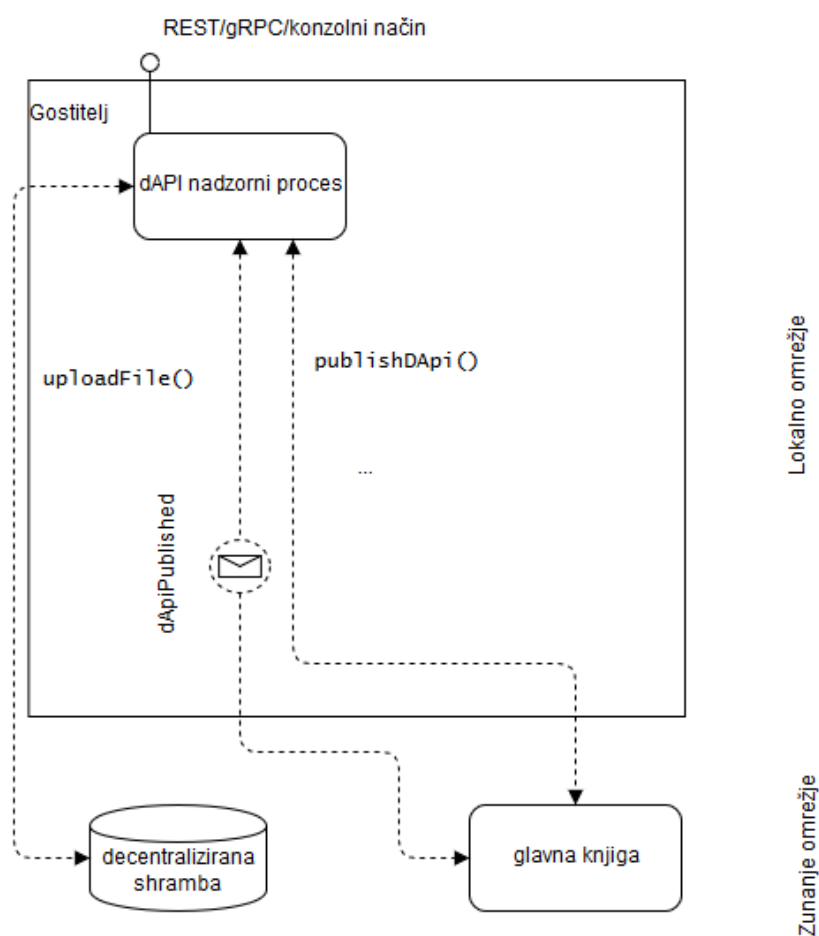 REST/gRPC/konzolni način
Gostitelj
dAPI nadzorni proces
publishDApi()
uploadFile()
...
dApiPublished
Lokalno omrežje
decentralizirana
shramba
glavna knjiga
Zunanje omrežje